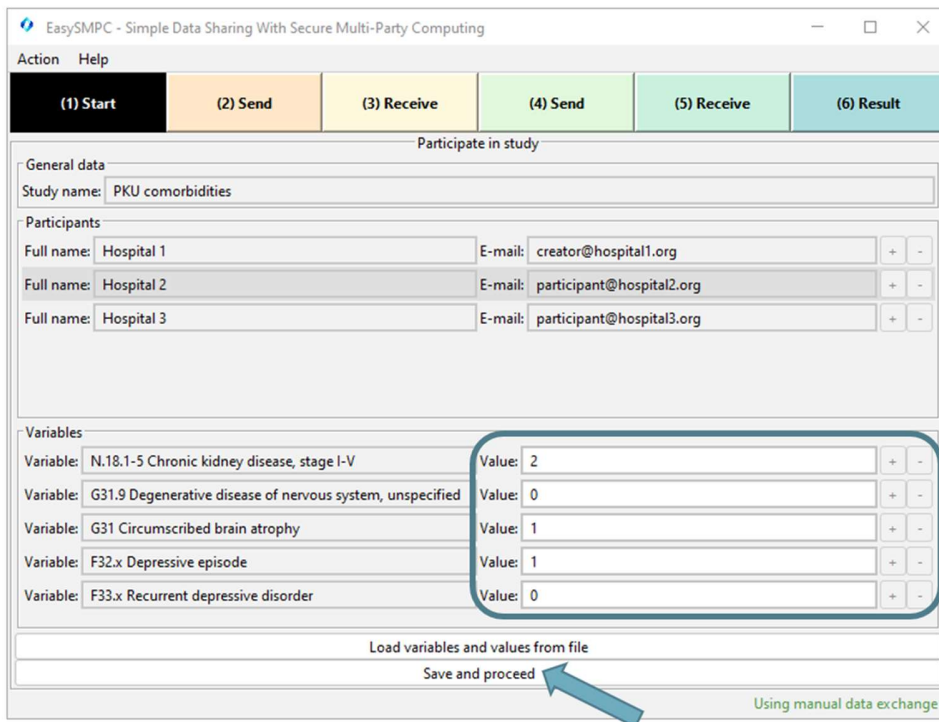 EasySMPC - Simple Data Sharing With Secure Multi-Party Computing
Action Help
(1) Start (2) Send (3) Receive (4) Send (5) Receive (6) Result
Participate in study
General data
Study name: PKU comorbidities
Participants
Full name: Hospital 1 E-mail: creator@hospital1.org + -
Full name: Hospital 2 E-mail: participant@hospital2.org + -
Full name: Hospital 3 E-mail: participant@hospital3.org + -
Variables
Variable: N.18.1-5 Chronic kidney disease, stage I-V Value: 2 + -
Variable: G31.9 Degenerative disease of nervous system, unspecified Value: 0 + -
Variable: G31 Circumscribed brain atrophy Value: 1 + -
Variable: F32.x Depressive episode Value: 1 + -
Variable: F33.x Recurrent depressive disorder Value: 0 + -
Load variables and values from file
Save and proceed
Using manual data exchange